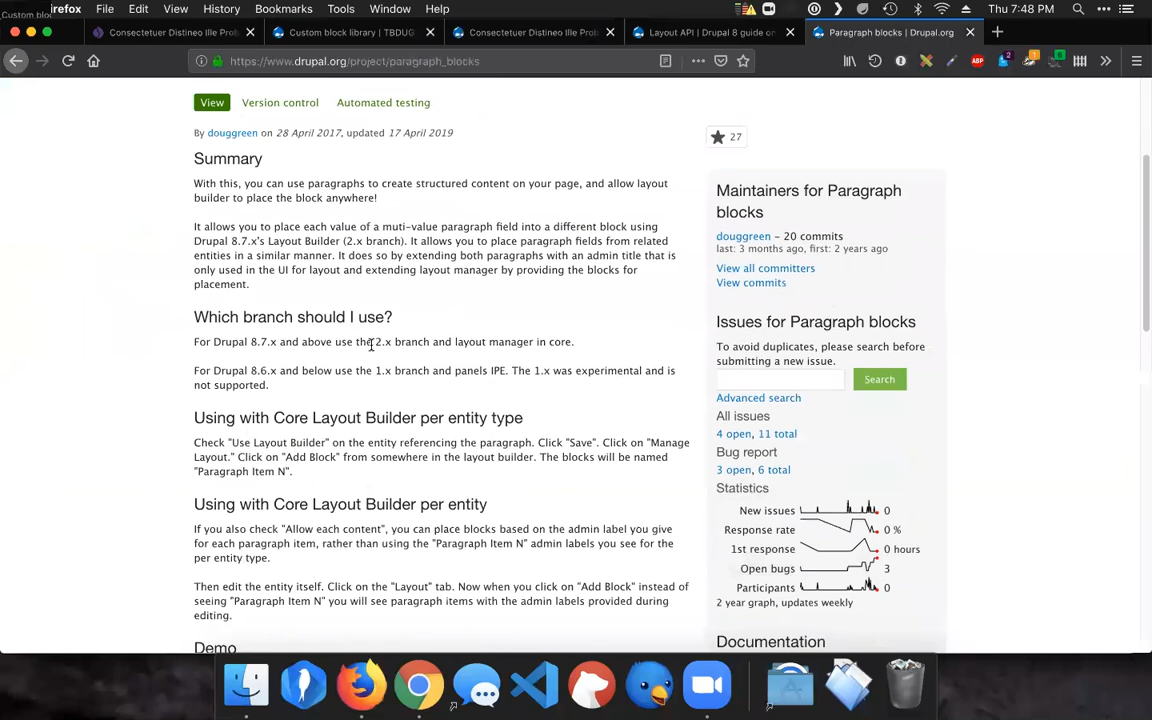 Custom bloc
irefox File Edit View History Bookmarks Tools Window Help Thu 7:48 PM
Consectetuer Distineo Ille Prob
Custom block library | TBDUG
Consectetuer Distineo Ille Prob
Layout API | Drupal 8 guide on
Paragraph blocks | Drupal.org
https://www.drupal.org/project/paragraph_blocks
ABP 2 1 6
View Version control Automated testing
By douggreen on 28 April 2017, updated 17 April 2019
27
Summary
With this, you can use paragraphs to create structured content on your page, and allow layout
builder to place the block anywhere!
It allows you to place each value of a muti-value paragraph field into a different block using
Drupal 8.7.x's Layout Builder (2.x branch). It allows you to place paragraph fields from related
entities in a similar manner. It does so by extending both paragraphs with an admin title that is
only used in the UI for layout and extending layout manager by providing the blocks for
placement.
Which branch should I use?
For Drupal 8.7.x and above use the 2.x branch and layout manager in core.
For Drupal 8.6.x and below use the 1.x branch and panels IPE. The 1.x was experimental and is
not supported.
Using with Core Layout Builder per entity type
Check "Use Layout Builder" on the entity referencing the paragraph. Click "Save". Click on "Manage
Layout." Click on "Add Block" from somewhere in the layout builder. The blocks will be named
"Paragraph Item N".
Using with Core Layout Builder per entity
If you also check "Allow each content", you can place blocks based on the admin label you give
for each paragraph item, rather than using the "Paragraph Item N" admin labels you see for the
per entity type.
Then edit the entity itself. Click on the "Layout" tab. Now when you click on "Add Block" instead of
seeing "Paragraph Item N" you will see paragraph items with the admin labels provided during
editing.
Demo
Maintainers for Paragraph
blocks
douggreen – 20 commits
last: 3 months ago, first: 2 years ago
View all committers
View commits
Issues for Paragraph blocks
To avoid duplicates, please search before
submitting a new issue.
Search
Advanced search
All issues
4 open, 11 total
Bug report
3 open, 6 total
Statistics
New issues 0
Response rate 0 %
1st response 0 hours
Open bugs 3
Participants 0
2 year graph, updates weekly
Documentation